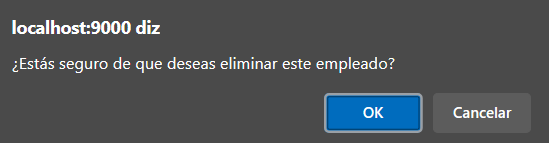 localhost:9000 diz
¿Estás seguro de que deseas eliminar este empleado?
OK
Cancelar